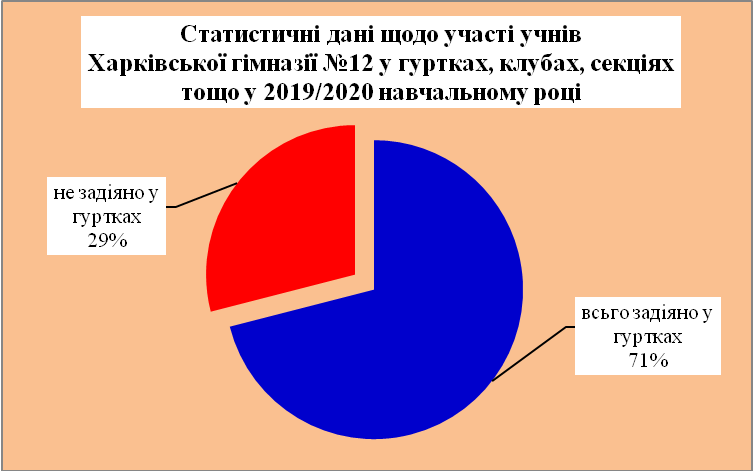 Статистичні дані щодо участі учнів
Харківської гімназії №12 у гуртках, клубах, секціях
тощо у 2019/2020 навчальному році
не задіяно у
гуртках
29%
всьго задіяно у
гуртках
71%